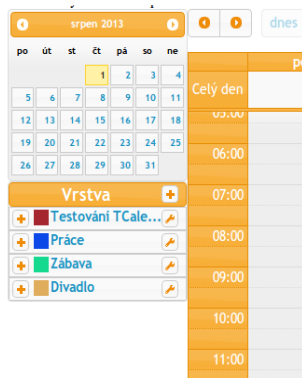 srpen 2013
po út st čt pá so ne
1 2 3 4
5 6 7 8 9 10 11
12 13 14 15 16 17 18
19 20 21 22 23 24 25
26 27 28 29 30 31
Vrstva
Testování TCale...
Práce
Zábava
Divadlo
dnes
Celý den
05:00
06:00
07:00
08:00
09:00
10:00
11:00